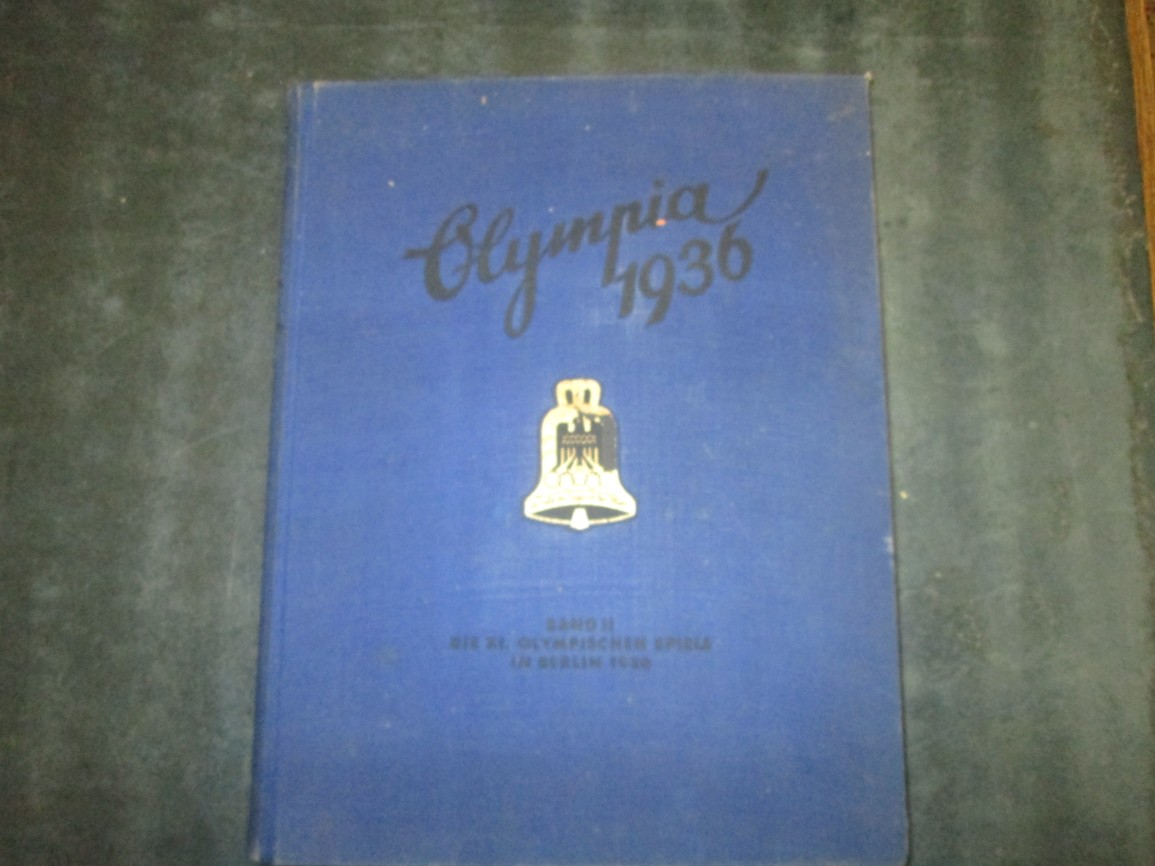 Olympia
1936
BAND II
DIE XI. OLYMPISCHEN SPIELE
IN BERLIN 1936